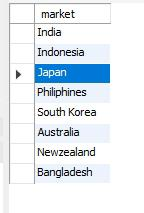 market
India
Indonesia
Japan
Philiphines
South Korea
Australia
Newzealand
Bangladesh